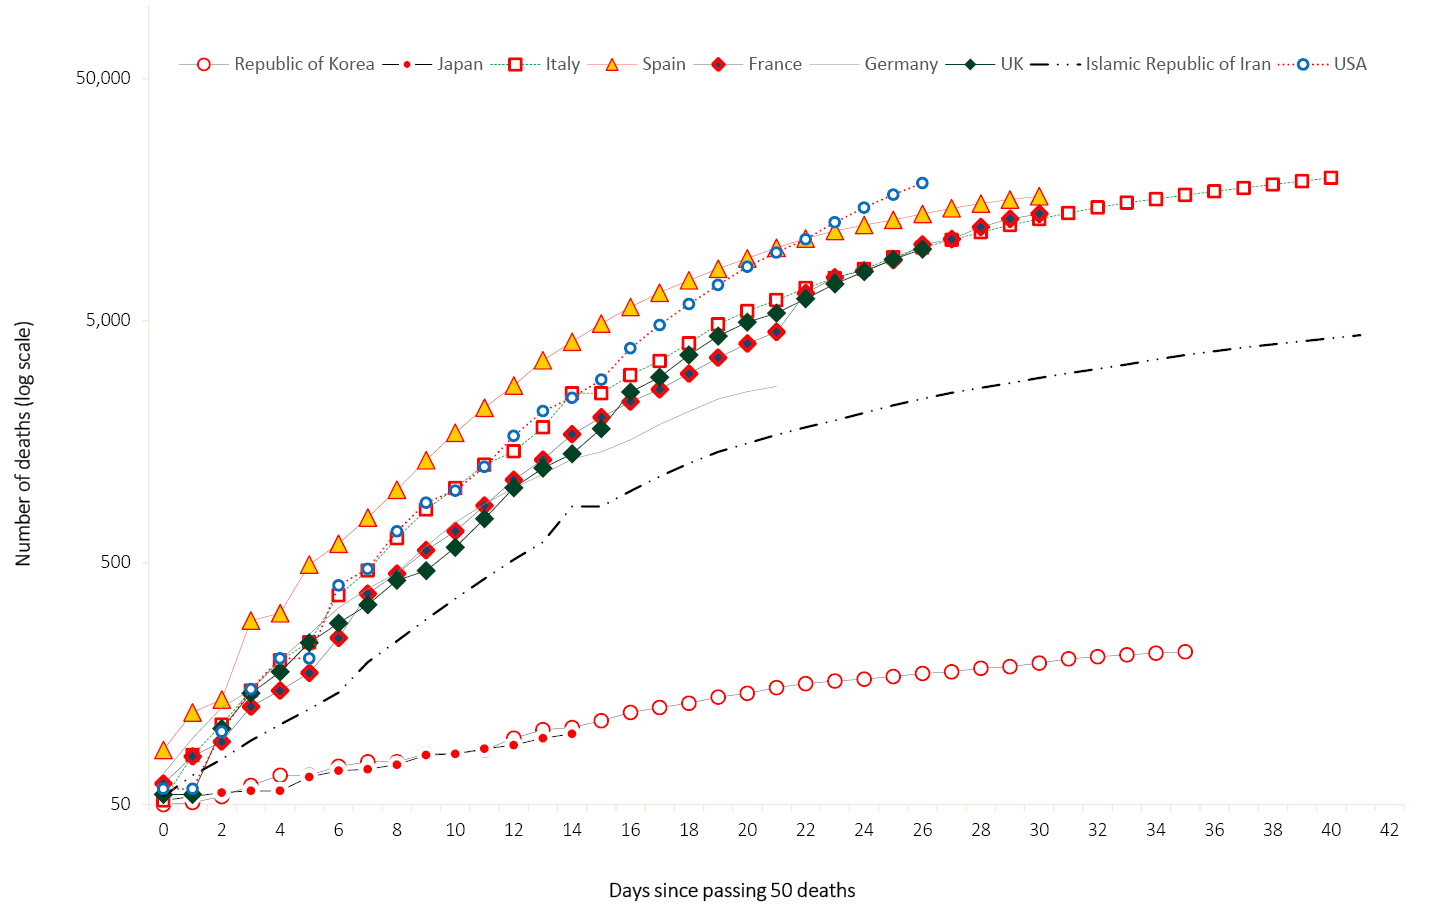 Republic of Korea Japan Italy Spain France Germany UK Islamic Republic of Iran USA
50,000
5,000
500
50
Number of deaths (log scale)
0 2 4 6 8 10 12 14 16 18 20 22 24 26 28 30 32 34 36 38 40 42
Days since passing 50 deaths